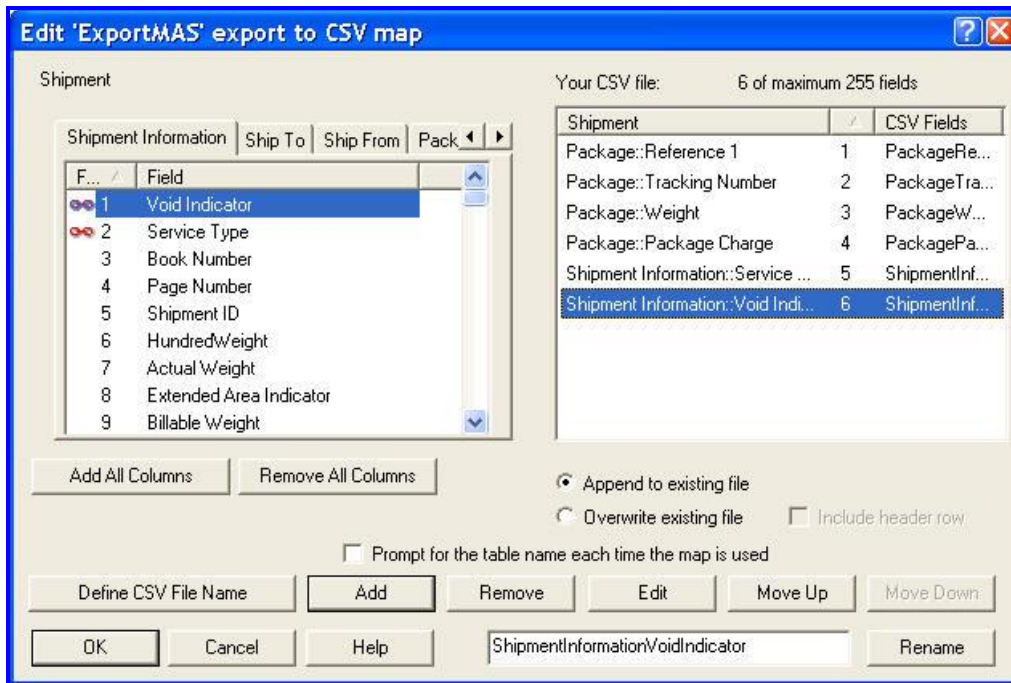 Edit 'ExportMAS' export to CSV map
Shipment
Your CSV file: 6 of maximum 255 fields
Shipment Information Ship To Ship From Pack
F... Field
1 Void Indicator
2 Service Type
3 Book Number
4 Page Number
5 Shipment ID
6 HundredWeight
7 Actual Weight
8 Extended Area Indicator
9 Billable Weight
Shipment CSV Fields
Package::Reference 1 1 PackageRe...
Package::Tracking Number 2 PackageTra...
Package::Weight 3 PackageW...
Package::Package Charge 4 PackagePa...
Shipment Information::Service ... 5 ShipmentInf...
Shipment Information::Void Indi... 6 ShipmentInf...
Add All Columns Remove All Columns
Append to existing file
Overwrite existing file Include header row
Prompt for the table name each time the map is used
Define CSV File Name Add Remove Edit Move Up Move Down
OK Cancel Help ShipmentInformationVoidIndicator Rename